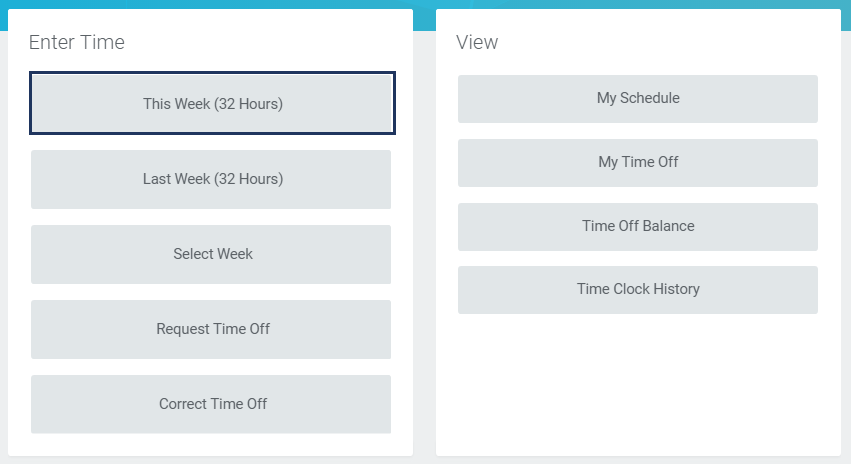 Enter Time
This Week (32 Hours)
Last Week (32 Hours)
Select Week
Request Time Off
Correct Time Off
View
My Schedule
My Time Off
Time Off Balance
Time Clock History